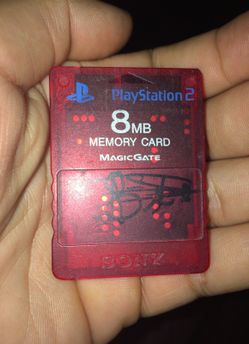 PlayStation 2
8MB
MEMORY CARD
MAGICGATE
SONY